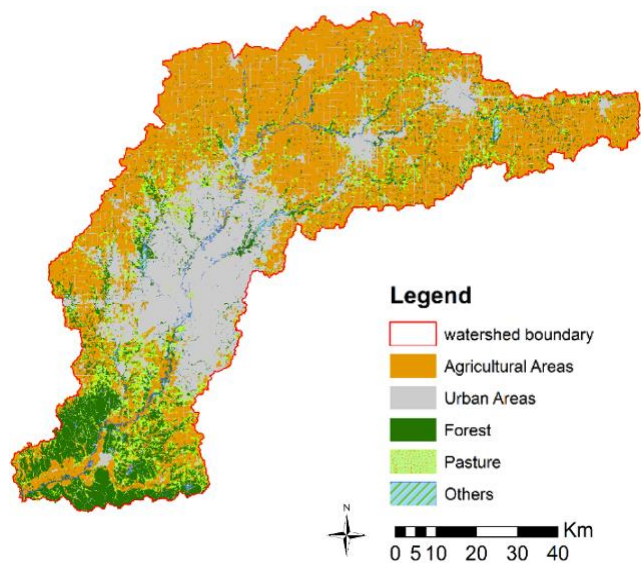 Legend
watershed boundary
Agricultural Areas
Urban Areas
Forest
Pasture
Others
N
Km
0 5 10 20 30 40